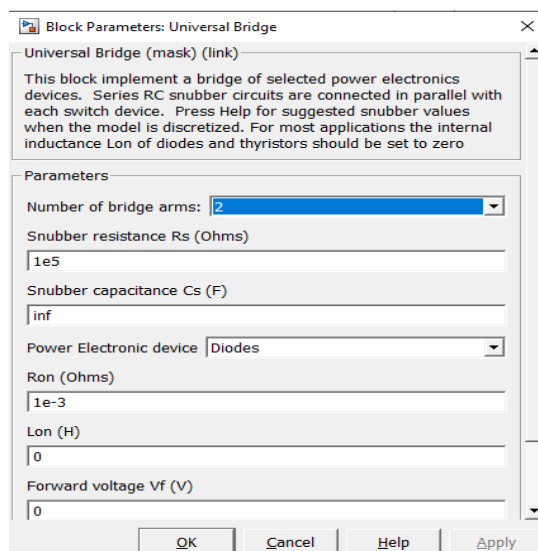 Block Parameters: Universal Bridge
Universal Bridge (mask) (link)
This block implement a bridge of selected power electronics
devices. Series RC snubber circuits are connected in parallel with
each switch device. Press Help for suggested snubber values
when the model is discretized. For most applications the internal
inductance Lon of diodes and thyristors should be set to zero
Parameters
Number of bridge arms: 2
Snubber resistance Rs (Ohms)
1e5
Snubber capacitance Cs (F)
inf
Power Electronic device Diodes
Ron (Ohms)
1e-3
Lon (H)
0
Forward voltage Vf (V)
0
OK Cancel Help Apply